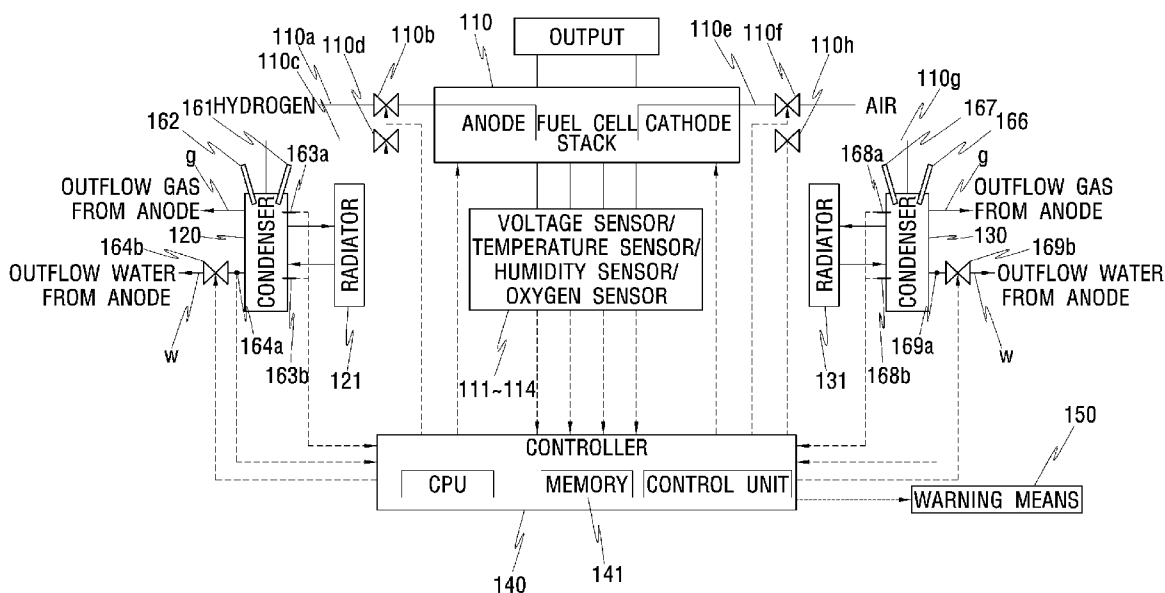 110a
110d
110b
110
OUTPUT
110e
110f
110h
110c
HYDROGEN
AIR
110g
161
162
163a
ANODE
FUEL CELL
STACK
CATHODE
167
166
168a
g
OUTFLOW GAS
FROM ANODE
120
CONDENSER
RADIATOR
VOLTAGE SENSOR/
TEMPERATURE SENSOR/
HUMIDITY SENSOR/
OXYGEN SENSOR
RADIATOR
CONDENSER
g
OUTFLOW GAS
FROM ANODE
130
164b
169b
OUTFLOW WATER
FROM ANODE
OUTFLOW WATER
FROM ANODE
w
164a
163b
121
111~114
131
169a
168b
w
CONTROLLER
CPU
MEMORY
CONTROL UNIT
150
WARNING MEANS
140
141